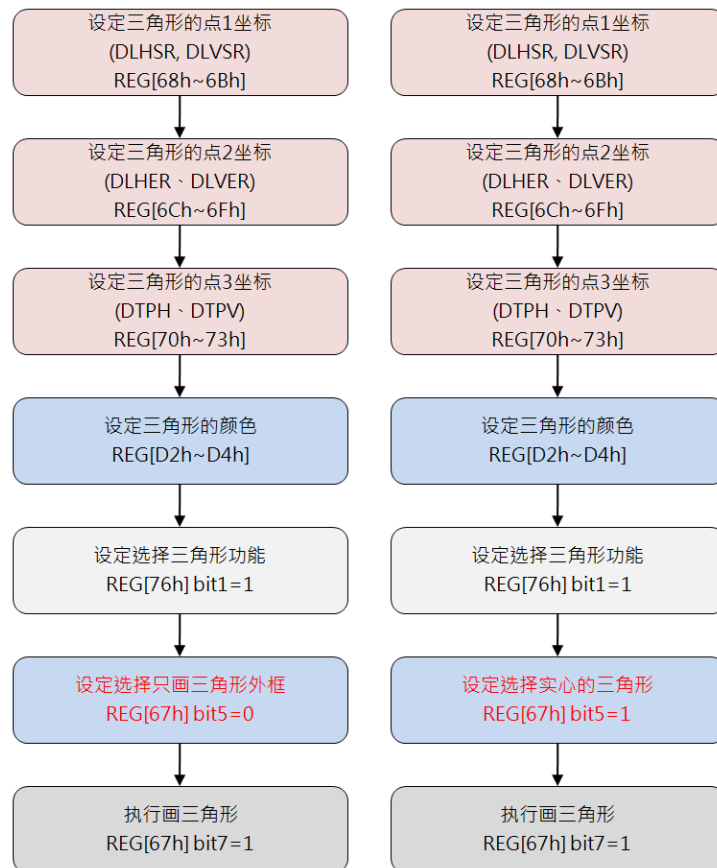 设定三角形的点1坐标
(DLHSR, DLVSR)
REG[68h~6Bh]
设定三角形的点2坐标
(DLHER、DLVER)
REG[6Ch~6Fh]
设定三角形的点3坐标
(DTPH、DTPV)
REG[70h~73h]
设定三角形的颜色
REG[D2h~D4h]
设定选择三角形功能
REG[76h] bit1=1
设定選择只画三角形外框
REG[67h] bit5=0
执行画三角形
REG[67h] bit7=1
设定三角形的点1坐标
(DLHSR, DLVSR)
REG[68h~6Bh]
设定三角形的点2坐标
(DLHER、DLVER)
REG[6Ch~6Fh]
设定三角形的点3坐标
(DTPH、DTPV)
REG[70h~73h]
设定三角形的颜色
REG[D2h~D4h]
设定选择三角形功能
REG[76h] bit1=1
设定選择实心的三角形
REG[67h] bit5=1
执行画三角形
REG[67h] bit7=1